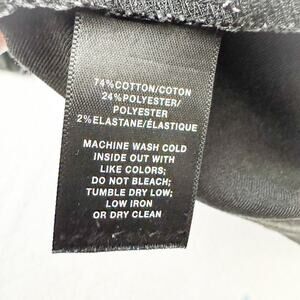 74%COTTON/COTON
24%POLYESTER/
POLYESTER
2%ELASTANE/ÉLASTIQUE
MACHINE WASH COLD
INSIDE OUT WITH
LIKE COLORS;
DO NOT BLEACH;
TUMBLE DRY LOW;
LOW IRON
OR DRY CLEAN